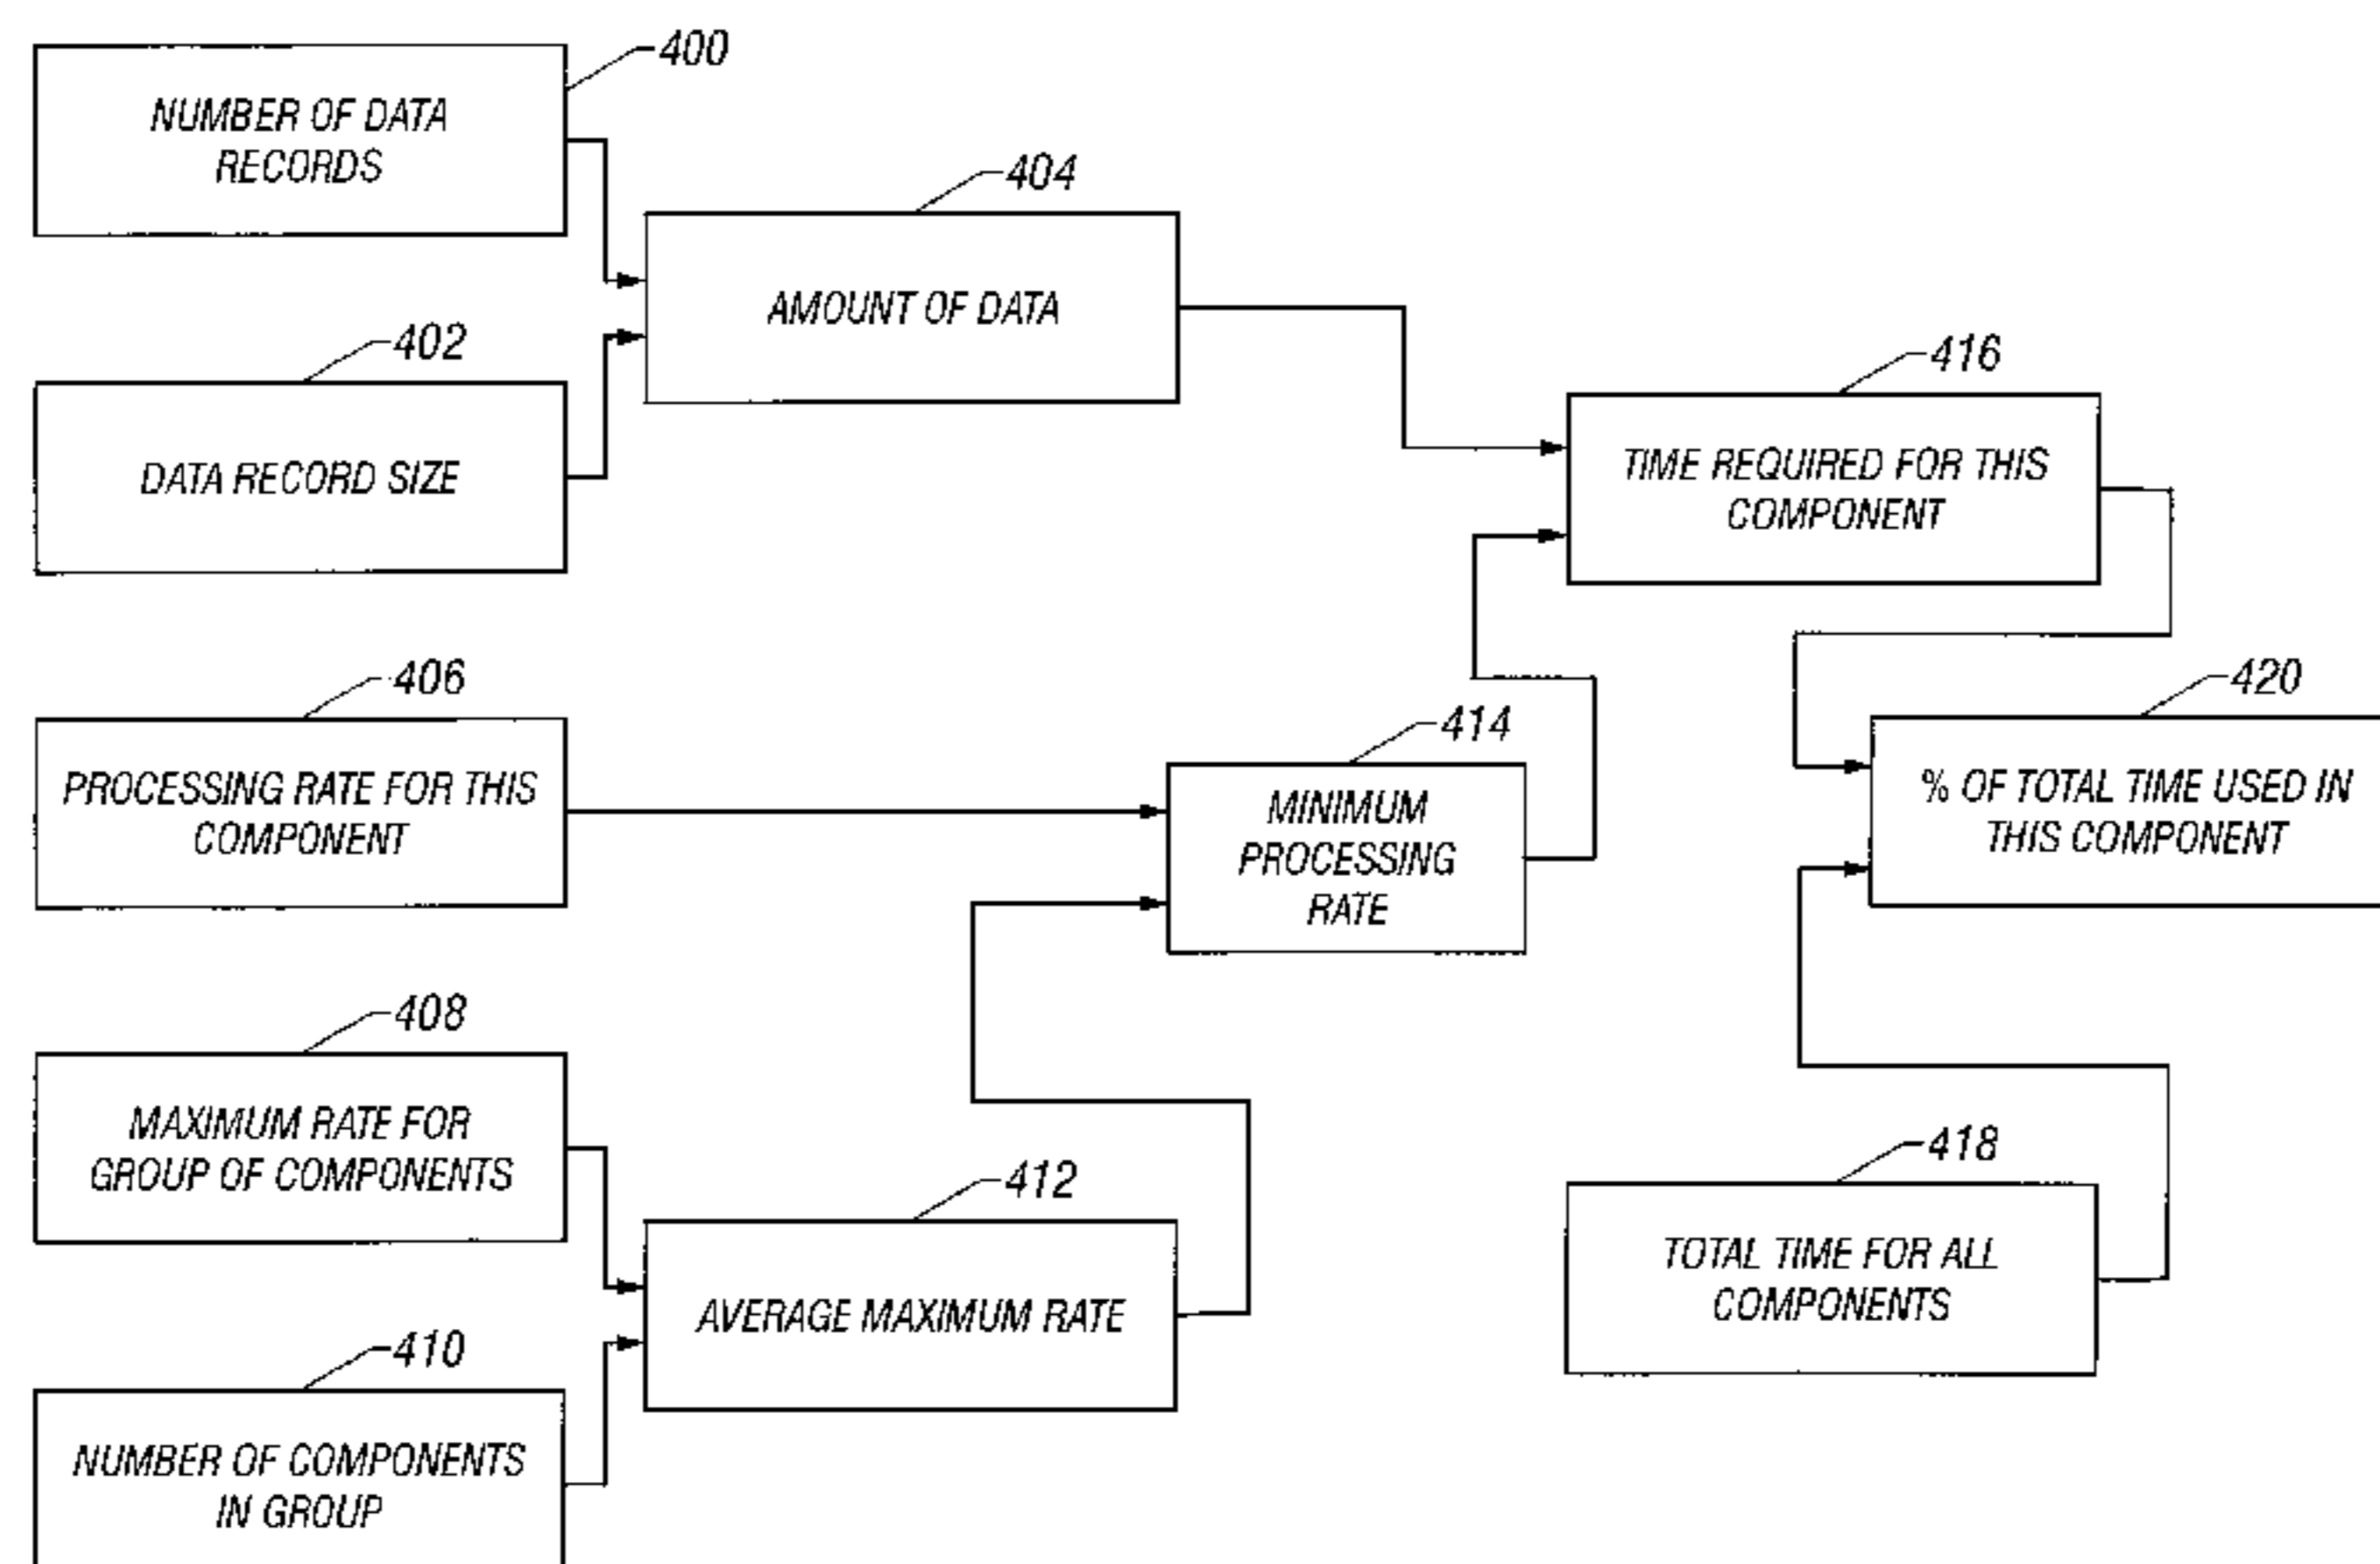 400
NUMBER OF DATA
RECORDS
404
AMOUNT OF DATA
402
DATA RECORD SIZE
416
TIME REQUIRED FOR THIS
COMPONENT
406
PROCESSING RATE FOR THIS
COMPONENT
414
MINIMUM
PROCESSING
RATE
420
% OF TOTAL TIME USED IN
THIS COMPONENT
408
MAXIMUM RATE FOR
GROUP OF COMPONENTS
412
AVERAGE MAXIMUM RATE
418
TOTAL TIME FOR ALL
COMPONENTS
410
NUMBER OF COMPONENTS
IN GROUP